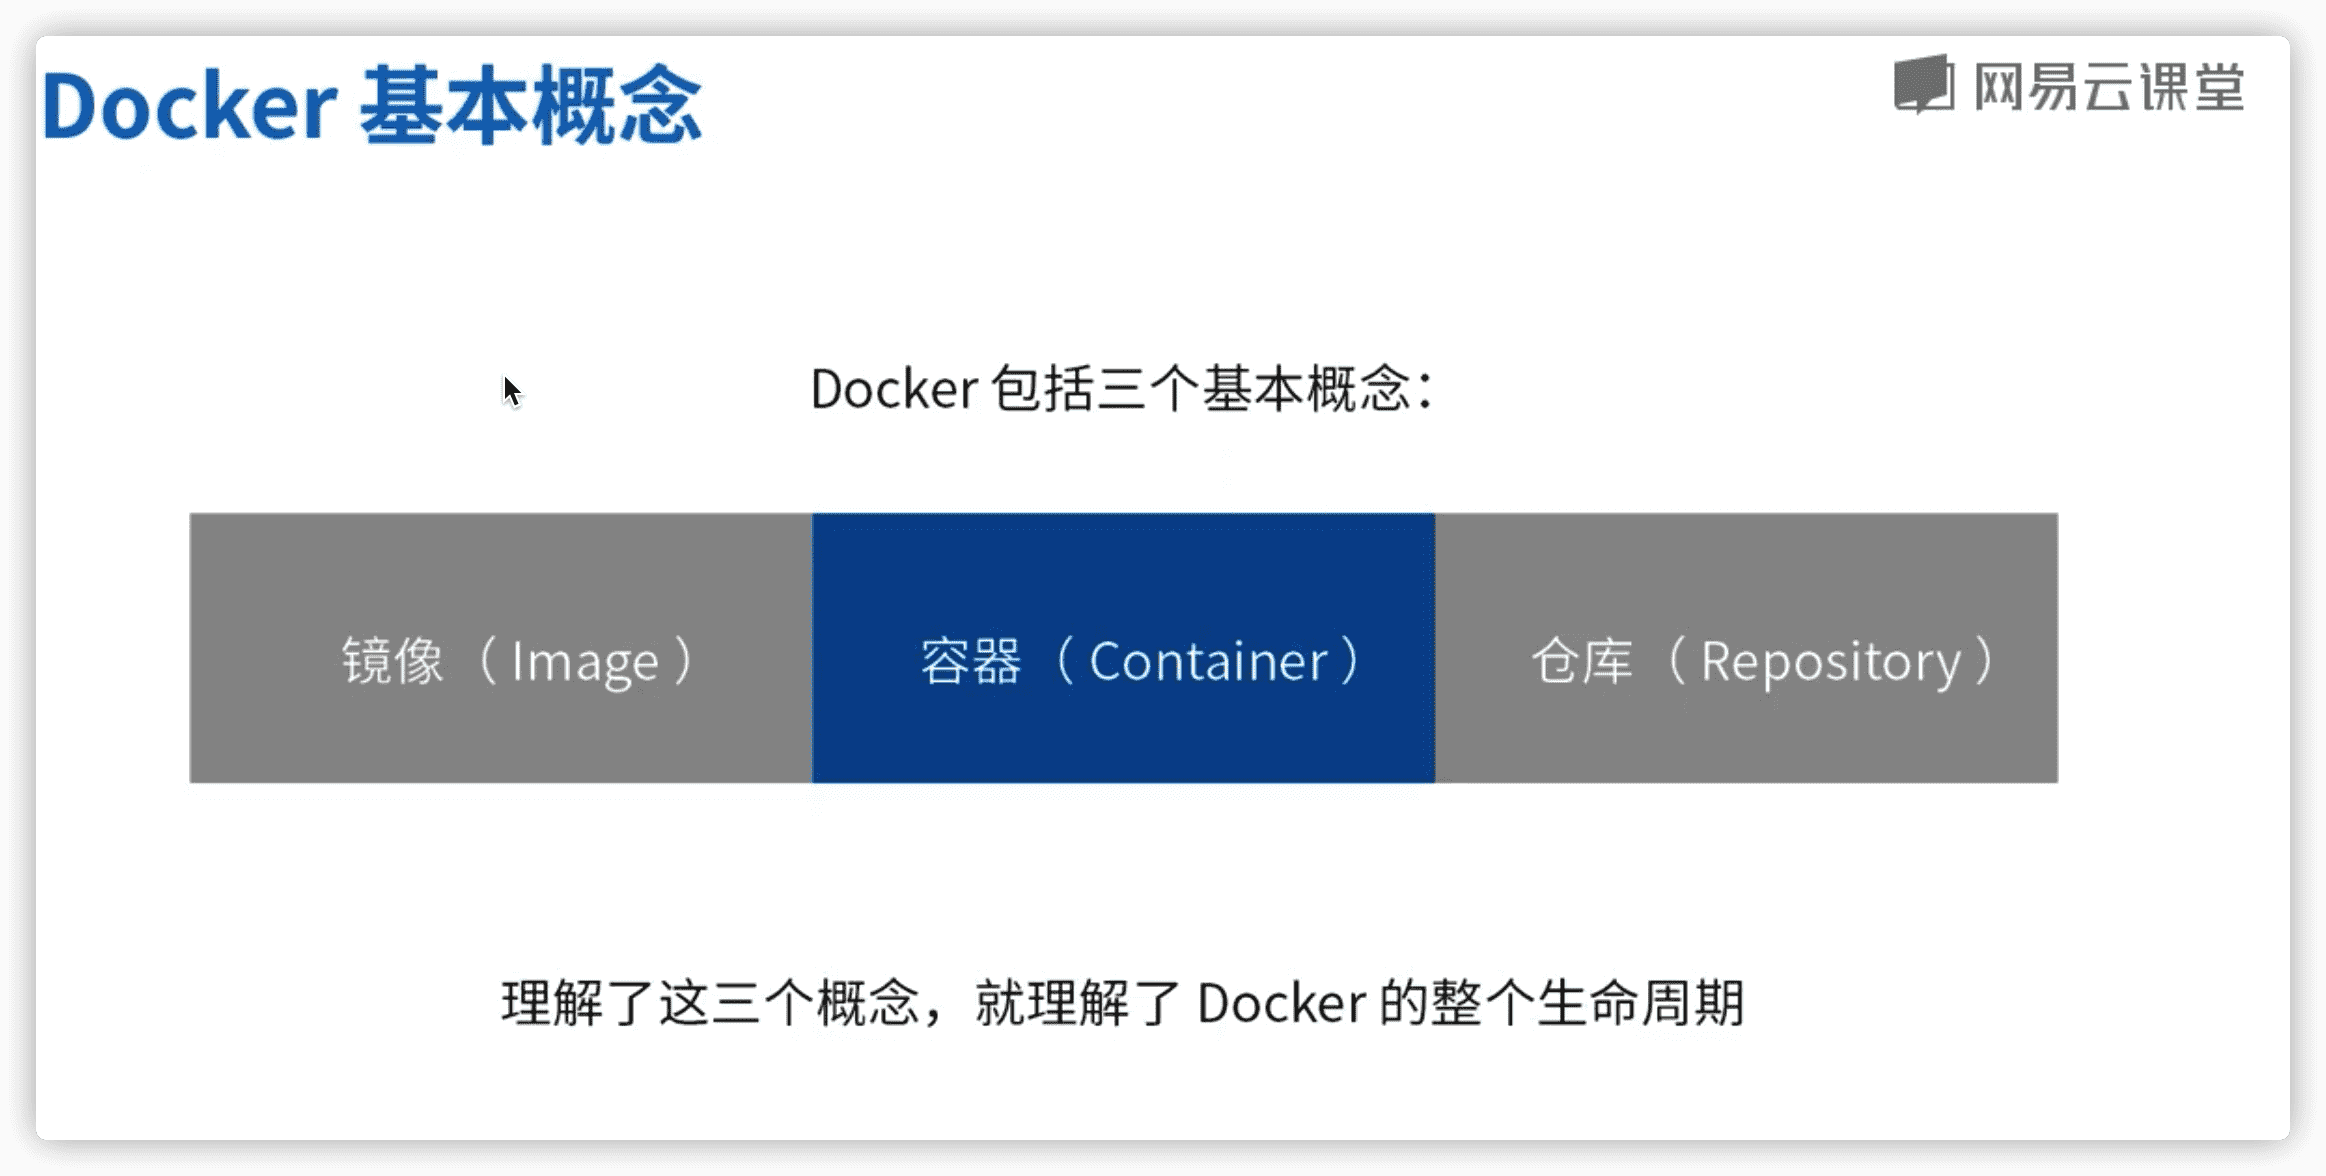 Docker 基本概念
网易云课堂
Docker 包括三个基本概念：
镜像（ Image ）
容器（ Container ）
仓库（ Repository ）
理解了这三个概念，就理解了 Docker 的整个生命周期